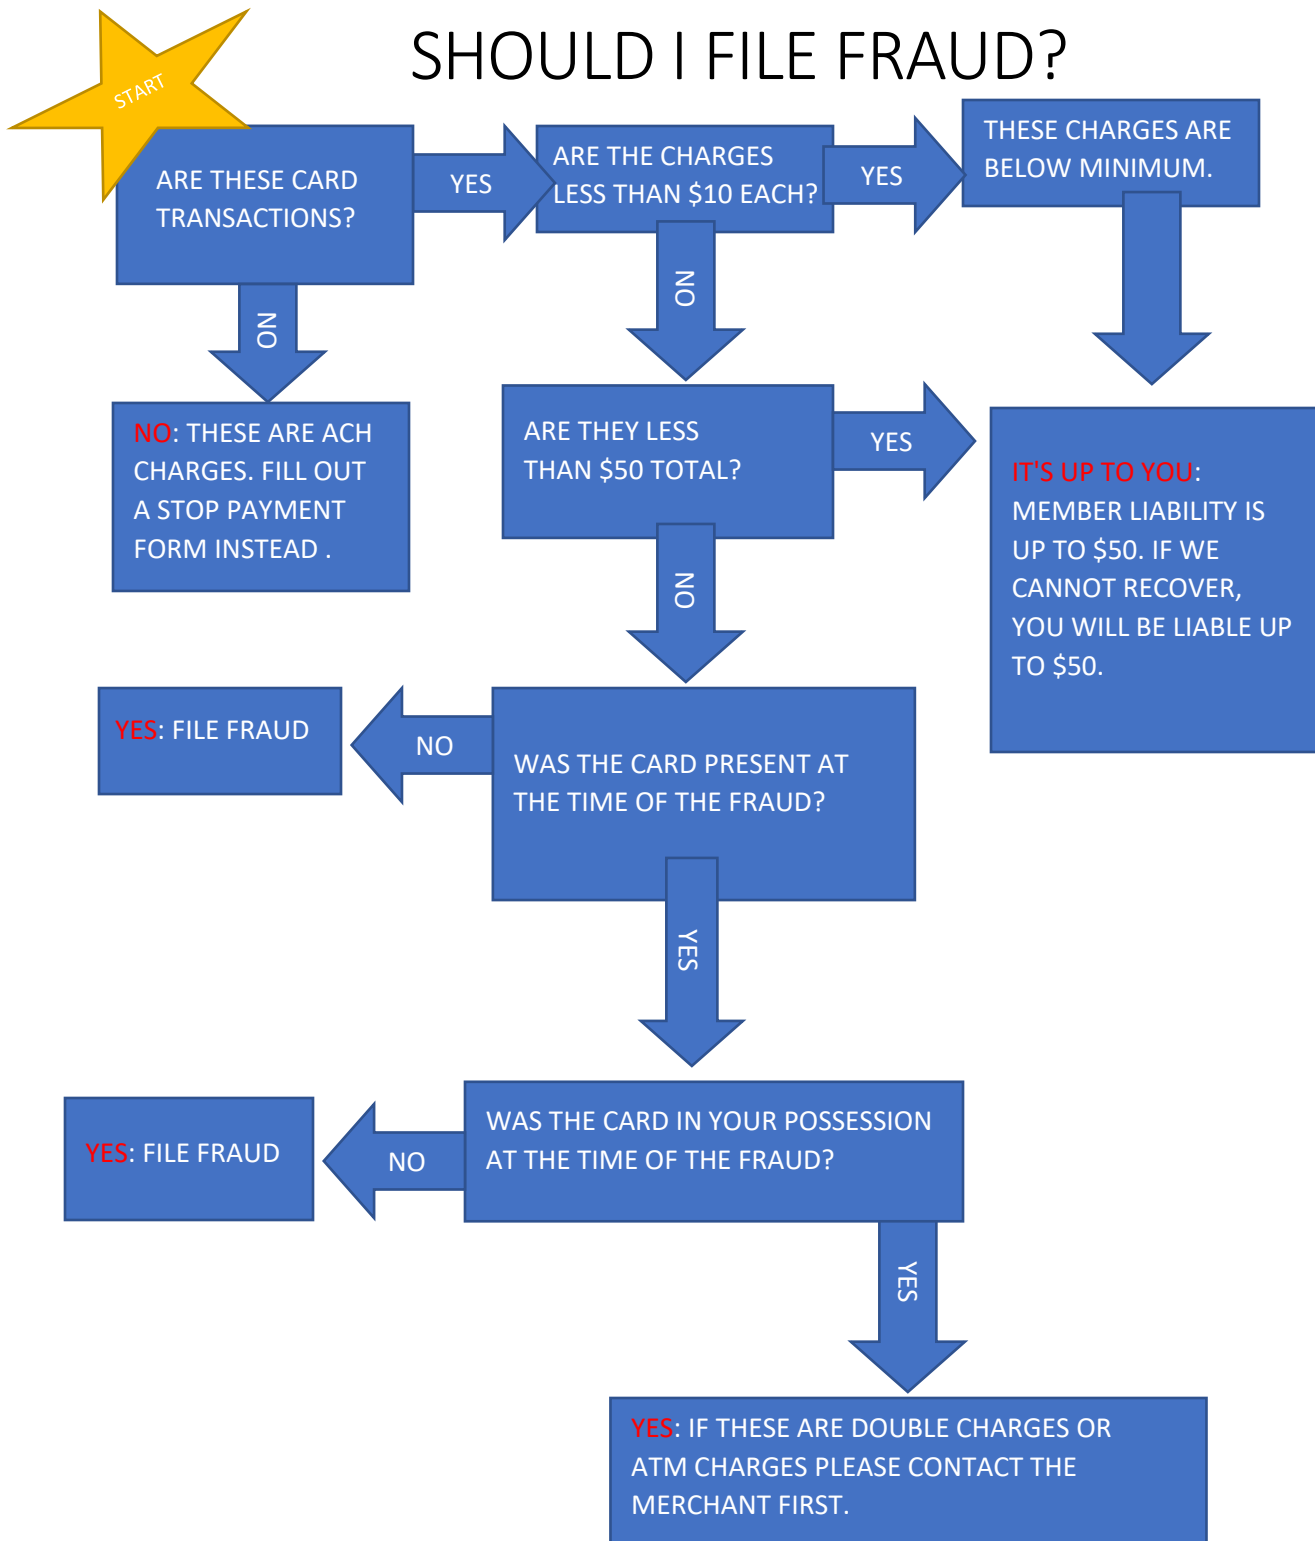 SHOULD I FILE FRAUD?
START
ARE THESE CARD
TRANSACTIONS?
YES
ARE THE CHARGES
LESS THAN $10 EACH?
YES
THESE CHARGES ARE
BELOW MINIMUM.
NO
NO
NO: THESE ARE ACH
CHARGES. FILL OUT
A STOP PAYMENT
FORM INSTEAD .
ARE THEY LESS
THAN $50 TOTAL?
YES
IT'S UP TO YOU:
MEMBER LIABILITY IS
UP TO $50. IF WE
CANNOT RECOVER,
YOU WILL BE LIABLE UP
TO $50.
NO
YES: FILE FRAUD
NO
WAS THE CARD PRESENT AT
THE TIME OF THE FRAUD?
YES
YES: FILE FRAUD
NO
WAS THE CARD IN YOUR POSSESSION
AT THE TIME OF THE FRAUD?
YES
YES: IF THESE ARE DOUBLE CHARGES OR
ATM CHARGES PLEASE CONTACT THE
MERCHANT FIRST.